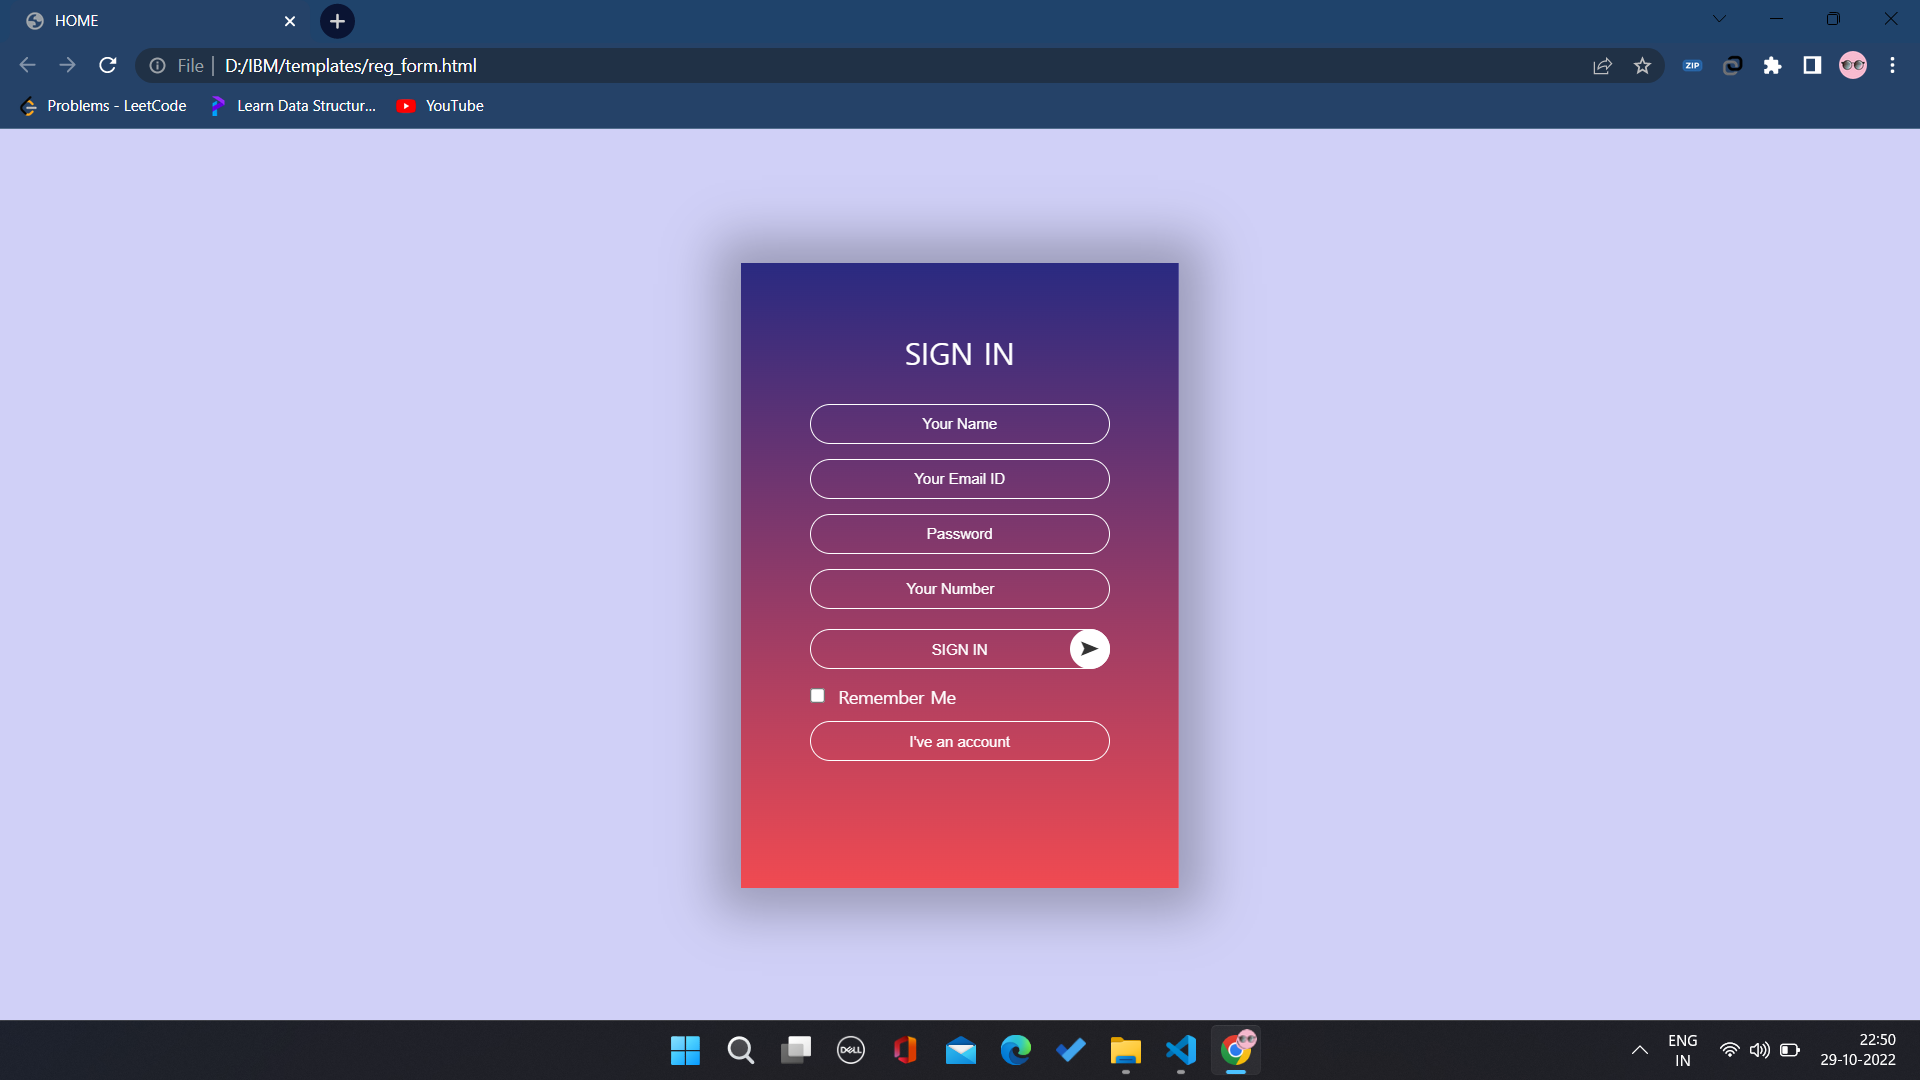 HOME
File | D:/IBM/templates/reg_form.html
ZIP
Problems - LeetCode
Learn Data Structur...
YouTube
SIGN IN
Your Name
Your Email ID
Password
Your Number
SIGN IN
Remember Me
I've an account
DELL
ENG
IN
22:50
29-10-2022